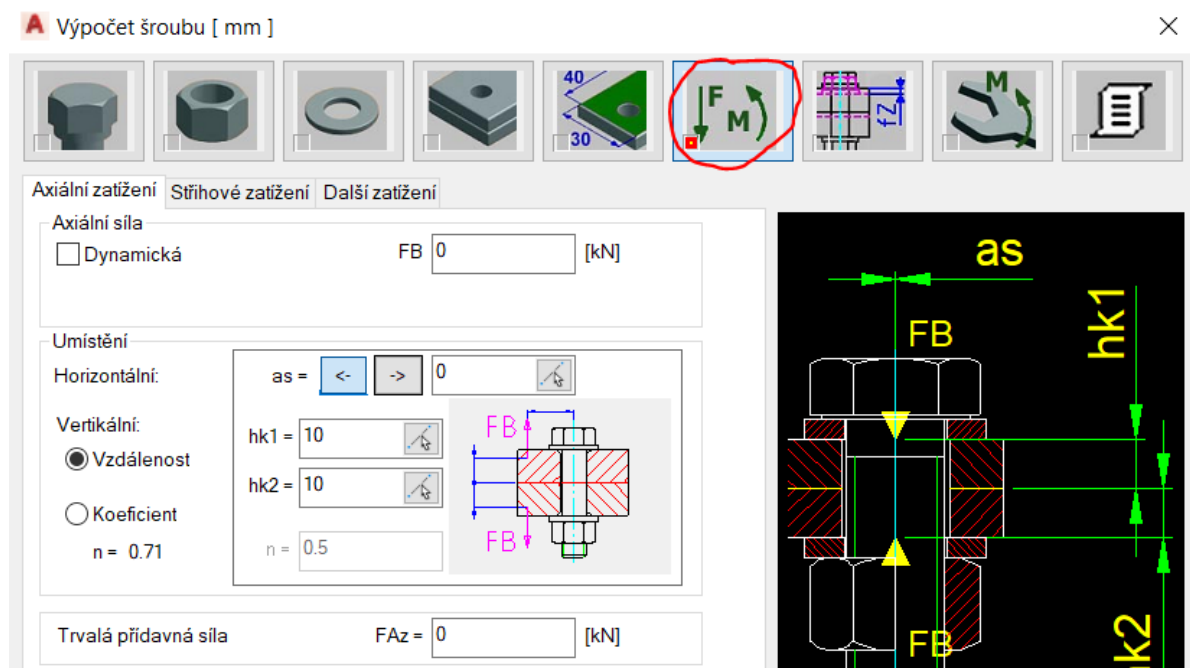 A Výpočet šroubu [ mm ]
40
30
F
M
fZ
M
Axiální zatížení Střihové zatížení Další zatížení
Axiální síla
Dynamická FB 0 [kN]
Umístění
Horizontální: as = <- -> 0
Vertikální:
Vzdálenost
hk1 = 10
hk2 = 10
Koeficient
n = 0.71 n = 0.5
FB
FB
Trvalá přídavná síla FAz = 0 [kN]
as
FB
hk1
FB